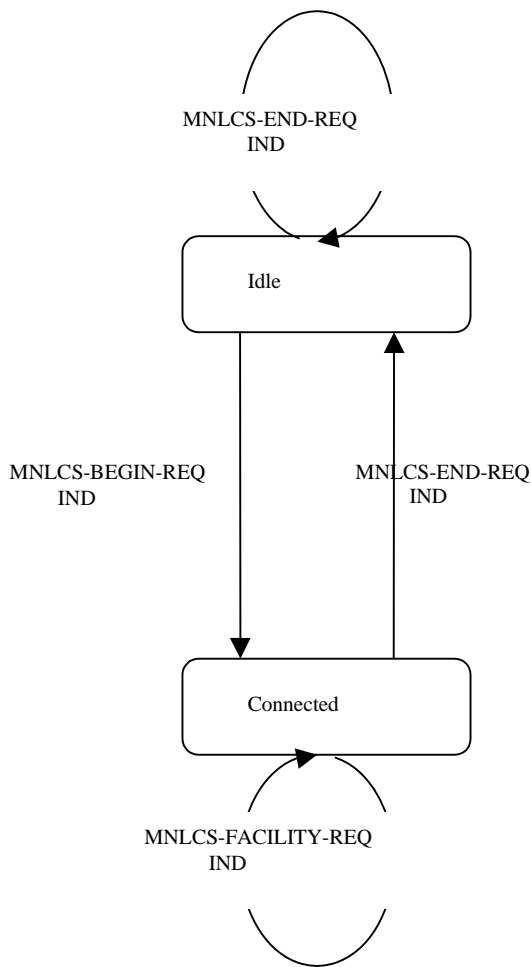 MNLCS-END-REQ
IND
Idle
MNLCS-BEGIN-REQ
IND
MNLCS-END-REQ
IND
Connected
MNLCS-FACILITY-REQ
IND